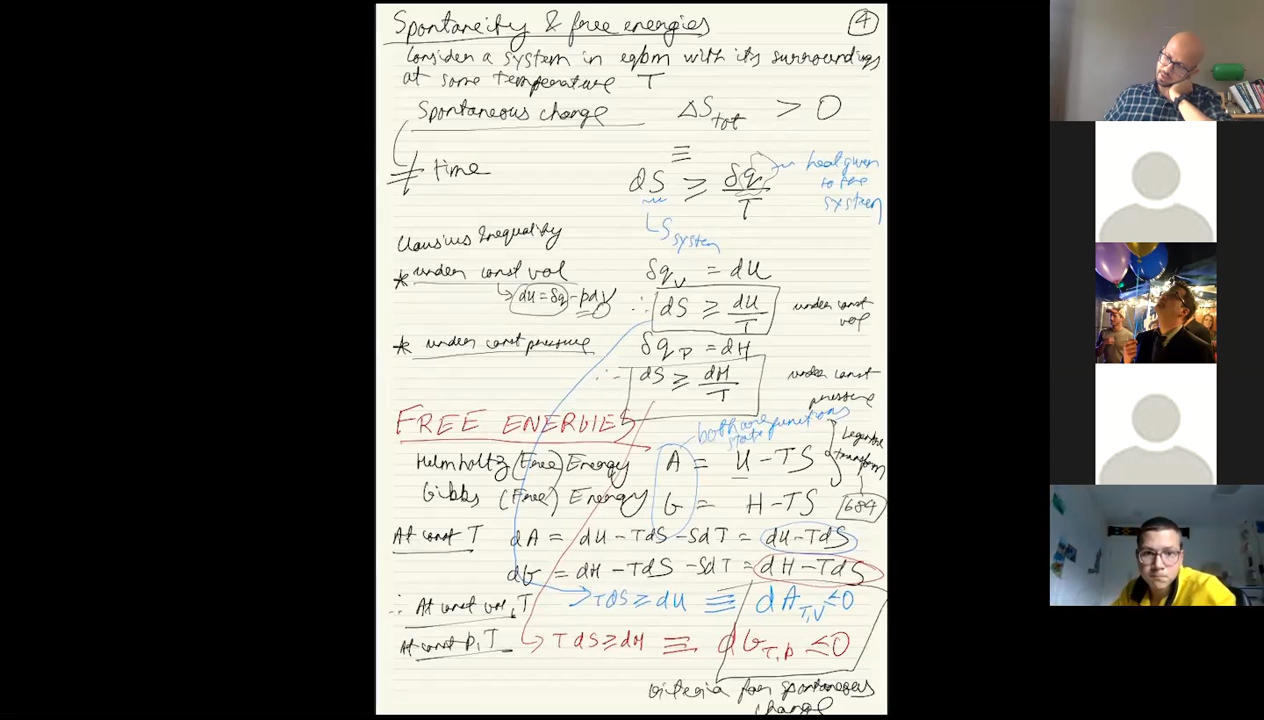 Spontaneity & free energies 4
Consider a system in eqbm with its surroundings
at some temperature T
Spontaneous change ΔS_tot > 0
≡
≠ time
dS ≥ δq/T
heat given
to the
system
S_system
Clausius Inequality
* under const vol δq_V = dU
dU = δq - pdV = 0
∴ dS ≥ dU/T under const
vol
* under const pressure δq_p = dH
∴ dS ≥ dH/T under const
pressure
FREE ENERGIES
both are functions
state
Legendre
transform
Helmholtz (Free) Energy A = U - TS
Gibbs (Free) Energy G = H - TS 684
At const T dA = dU - TdS - SdT = dU - TdS
dG = dH - TdS - SdT = dH - TdS
∴ At const vol, T TdS ≥ dU ≡ dA_T,V ≤ 0
At const p, T TdS ≥ dH ≡ dG_T,p ≤ 0
criteria for spontaneous
change